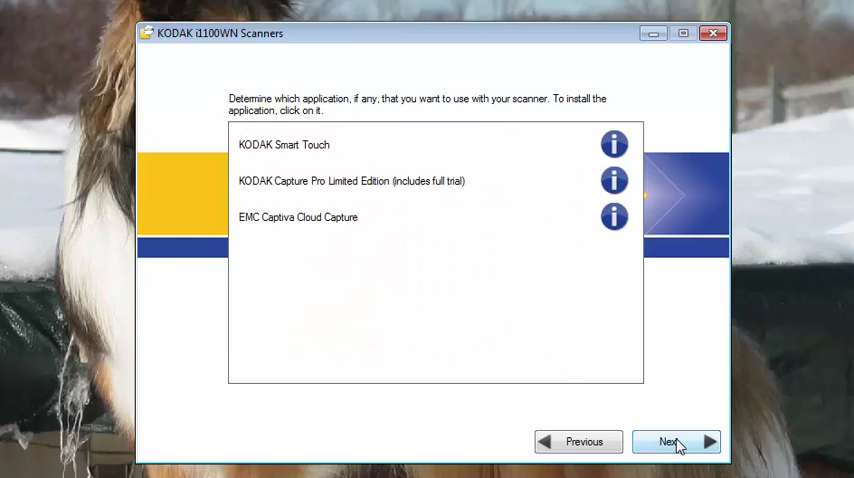 KODAK i1100WN Scanners
Determine which application, if any, that you want to use with your scanner. To install the
application, click on it.
KODAK Smart Touch
KODAK Capture Pro Limited Edition (includes full trial)
EMC Captiva Cloud Capture
Previous
Next